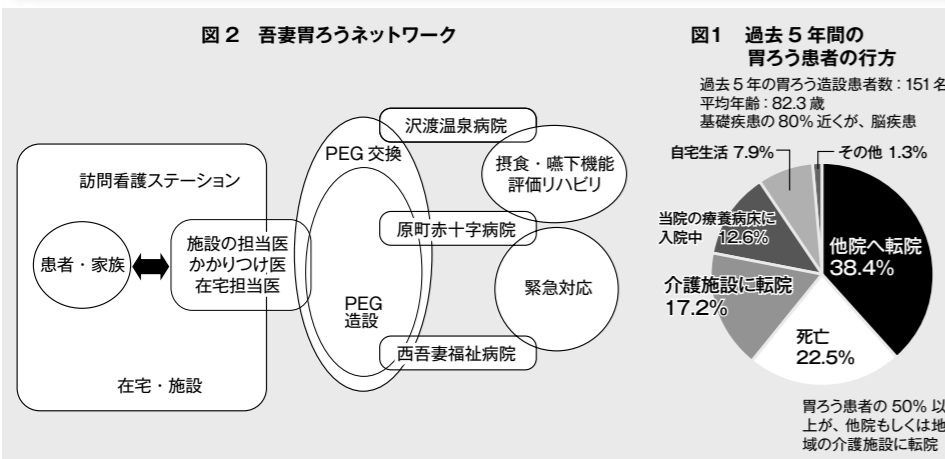 図2 吾妻胃ろうネットワーク
訪問看護ステーション
患者・家族
施設の担当医
かかりつけ医
在宅担当医
在宅・施設
PEG 交換
PEG
造設
沢渡温泉病院
原町赤十字病院
西吾妻福祉病院
摂食・嚥下機能
評価リハビリ
緊急対応
図1 過去5年間の
胃ろう患者の行方
過去5年の胃ろう造設患者数：151名
平均年齢：82.3歳
基礎疾患の80%近くが、脳疾患
自宅生活 7.9%
その他 1.3%
当院の療養病床に
入院中 12.6%
他院へ転院
38.4%
介護施設に転院
17.2%
死亡
22.5%
胃ろう患者の50%以
上が、他院もしくは地
域の介護施設に転院